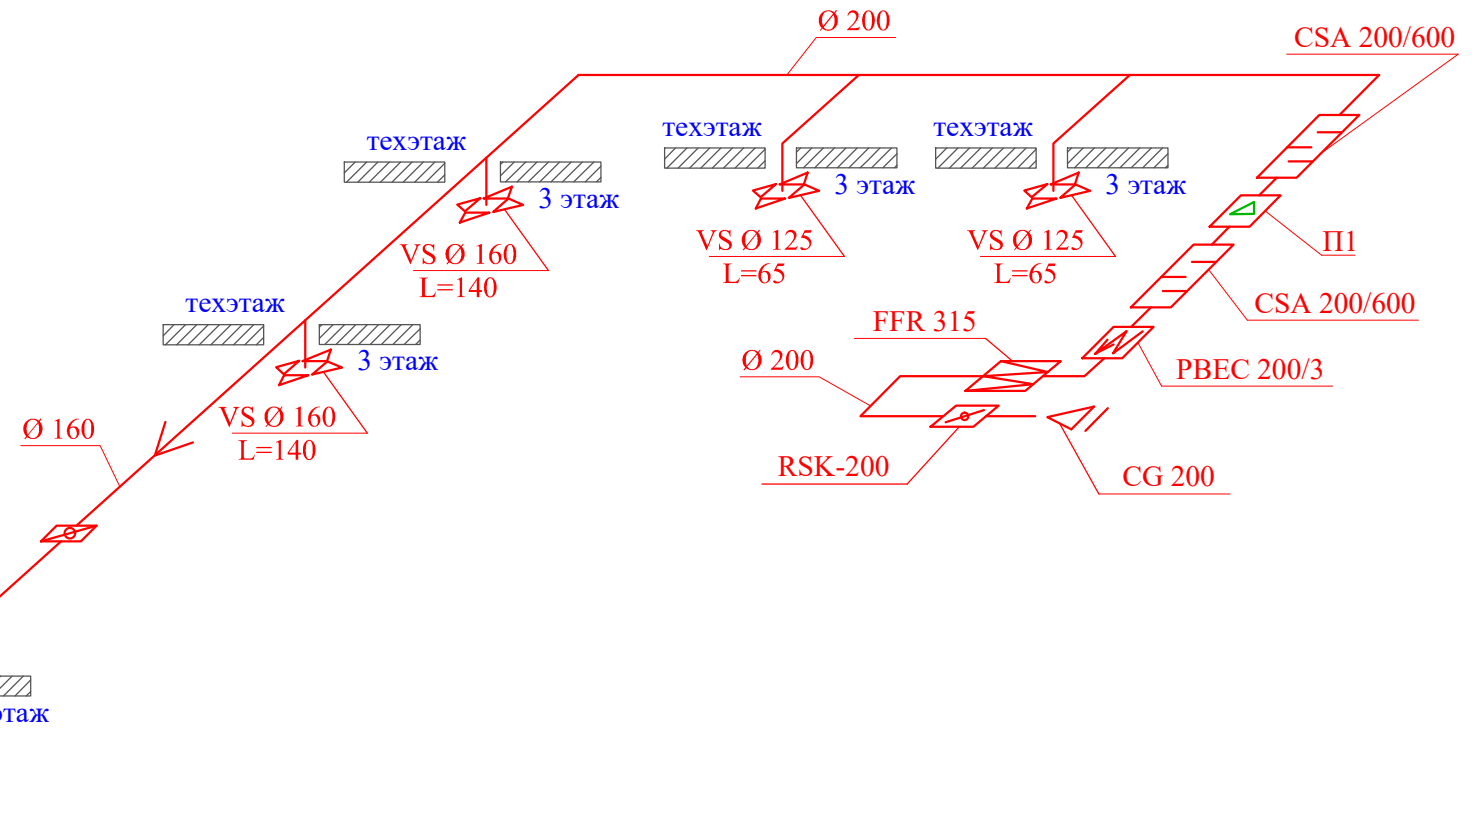 Ø 200
CSA 200/600
техэтаж
техэтаж
техэтаж
3 этаж
3 этаж
3 этаж
VS Ø 160
L=140
VS Ø 125
L=65
VS Ø 125
L=65
П1
CSA 200/600
техэтаж
3 этаж
FFR 315
Ø 200
PBEC 200/3
VS Ø 160
L=140
Ø 160
RSK-200
CG 200
этаж